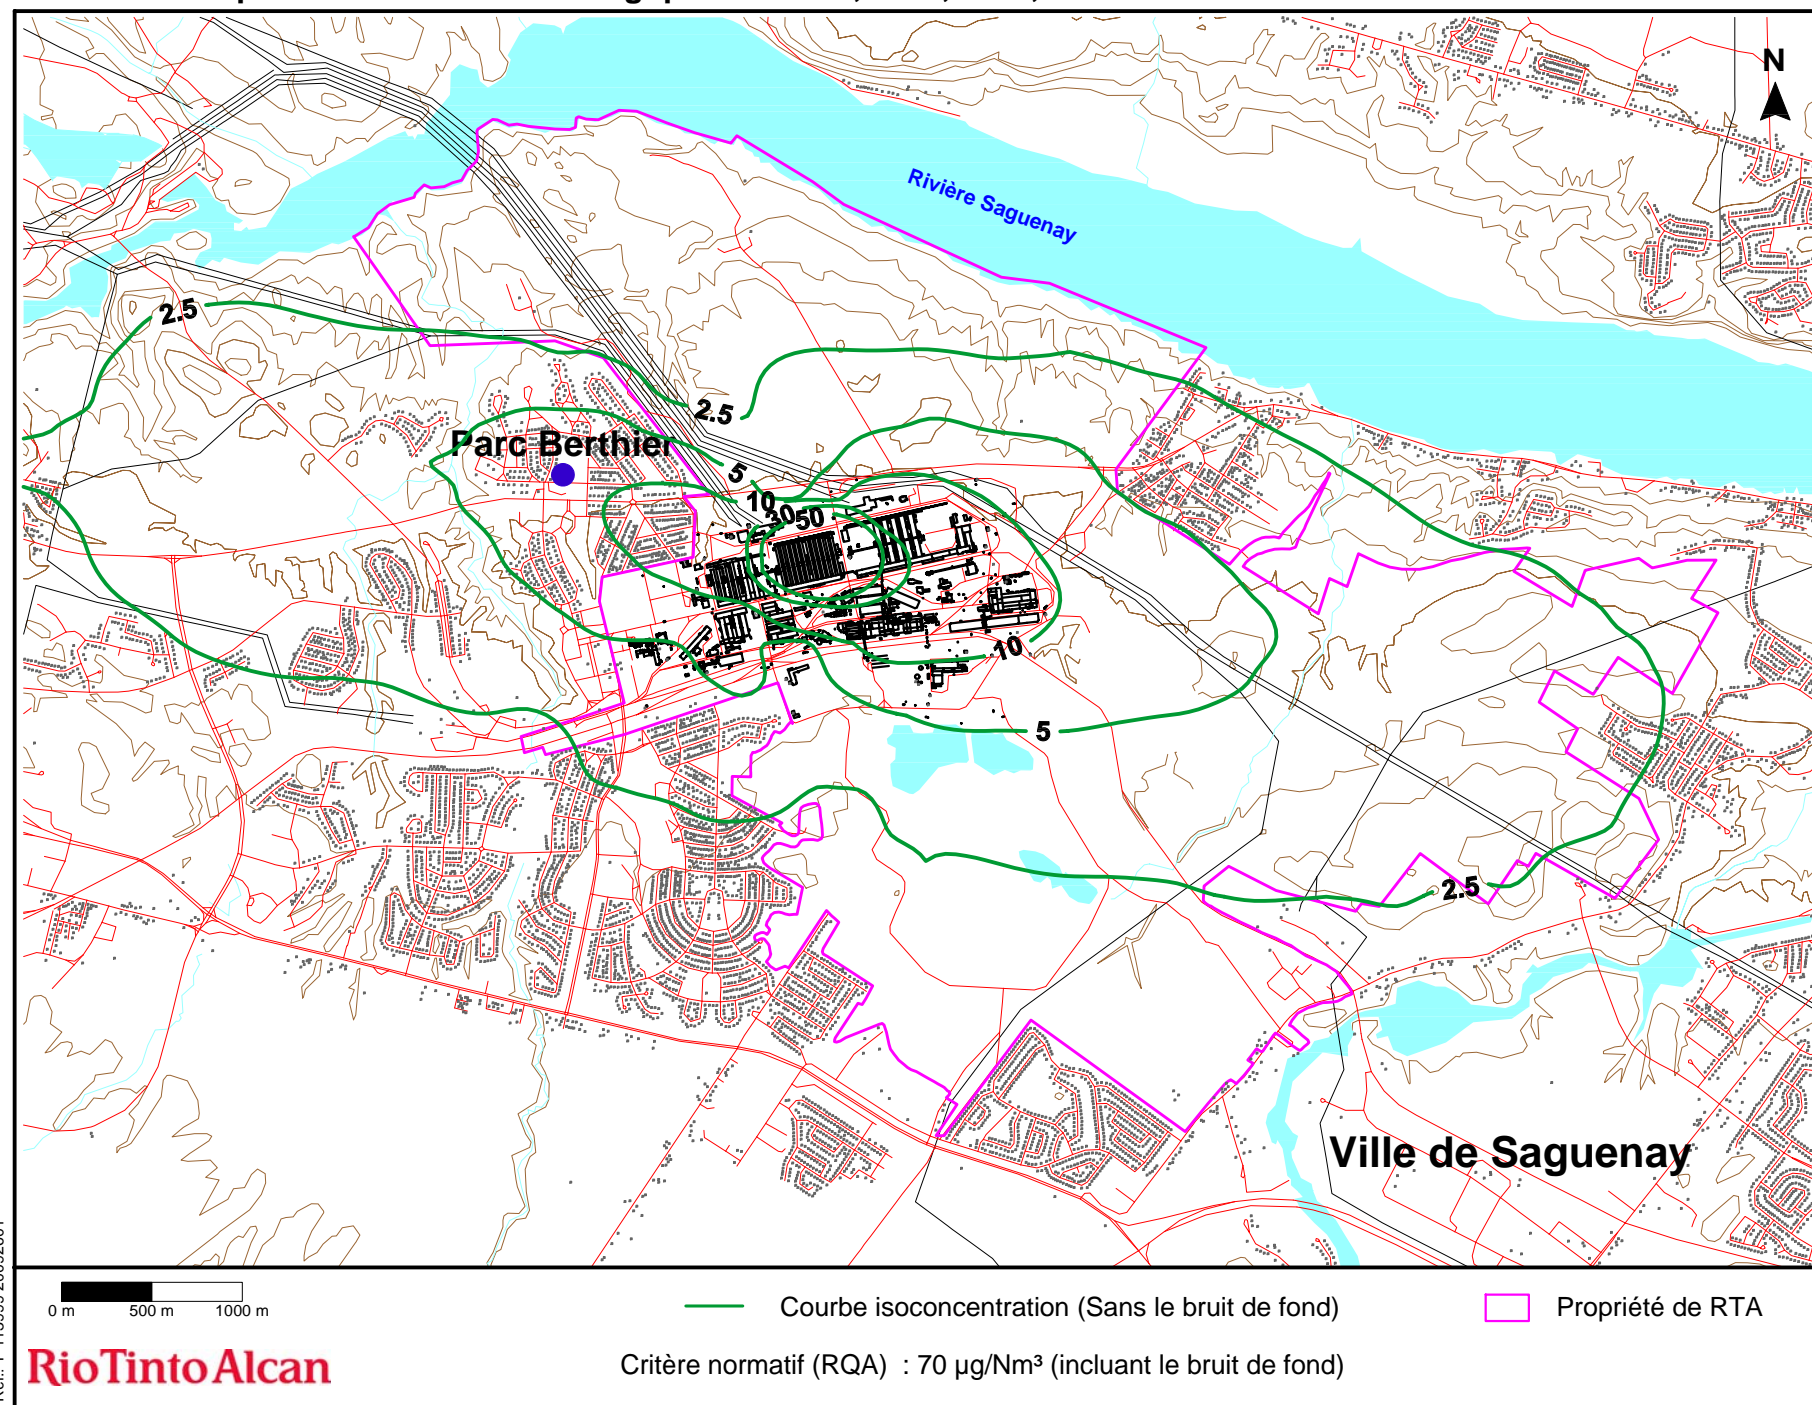 N
Rivière Saguenay
2.5
2.5
Parc Berthier
5
10
30
50
10
5
2.5
Ville de Saguenay
0 m 500 m 1000 m
Courbe isoconcentration (Sans le bruit de fond)
Propriété de RTA
RioTintoAlcan
Critère normatif (RQA) : 70 µg/Nm³ (incluant le bruit de fond)